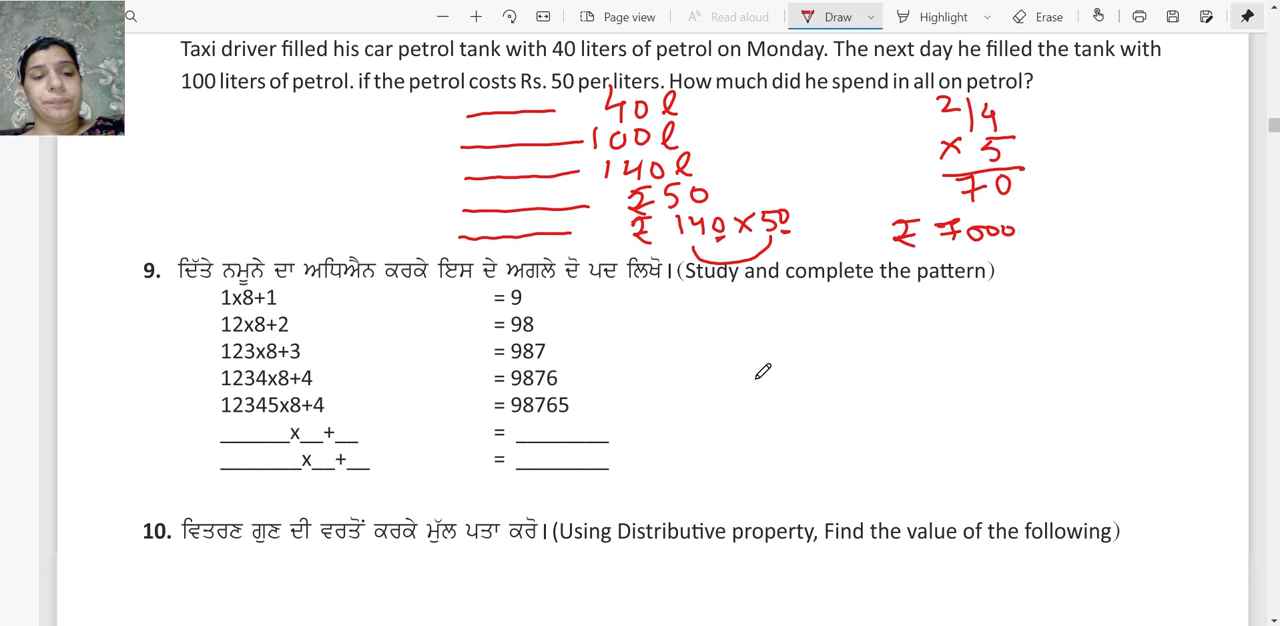 Page view
Read aloud
Draw
Highlight
Erase
Taxi driver filled his car petrol tank with 40 liters of petrol on Monday. The next day he filled the tank with
100 liters of petrol. if the petrol costs Rs. 50 per liters. How much did he spend in all on petrol?
40 l
100 l
140 l
₹ 50
₹ 140 x 50
2 14
x 5
70
₹ 7000
9. ਦਿੱਤੇ ਨਮੂਨੇ ਦਾ ਅਧਿਐਨ ਕਰਕੇ ਇਸ ਦੇ ਅਗਲੇ ਦੋ ਪਦ ਲਿਖੋ। (Study and complete the pattern)
1x8+1 = 9
12x8+2 = 98
123x8+3 = 987
1234x8+4 = 9876
12345x8+4 = 98765
______x__+__ = ________
_______x__+__ = ________
10. ਵਿਤਰਣ ਗੁਣ ਦੀ ਵਰਤੋਂ ਕਰਕੇ ਮੁੱਲ ਪਤਾ ਕਰੋ। (Using Distributive property, Find the value of the following)